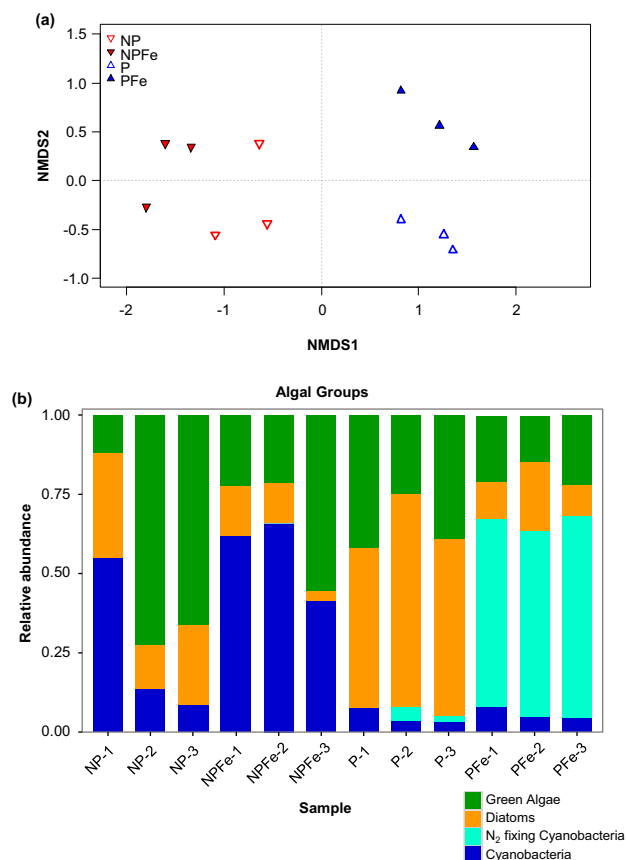 (a)
1.5
1.0
0.5
0.0
-0.5
-1.0
NMDS2
NP
NPFe
P
PFe
-2
-1
0
1
2
NMDS1
(b)
Algal Groups
1.00
0.75
0.50
0.25
0.00
Relative abundance
NP-1
NP-2
NP-3
NPFe-1
NPFe-2
NPFe-3
P-1
P-2
P-3
PFe-1
PFe-2
PFe-3
Sample
Green Algae
Diatoms
N₂ fixing Cyanobacteria
Cyanobacteria